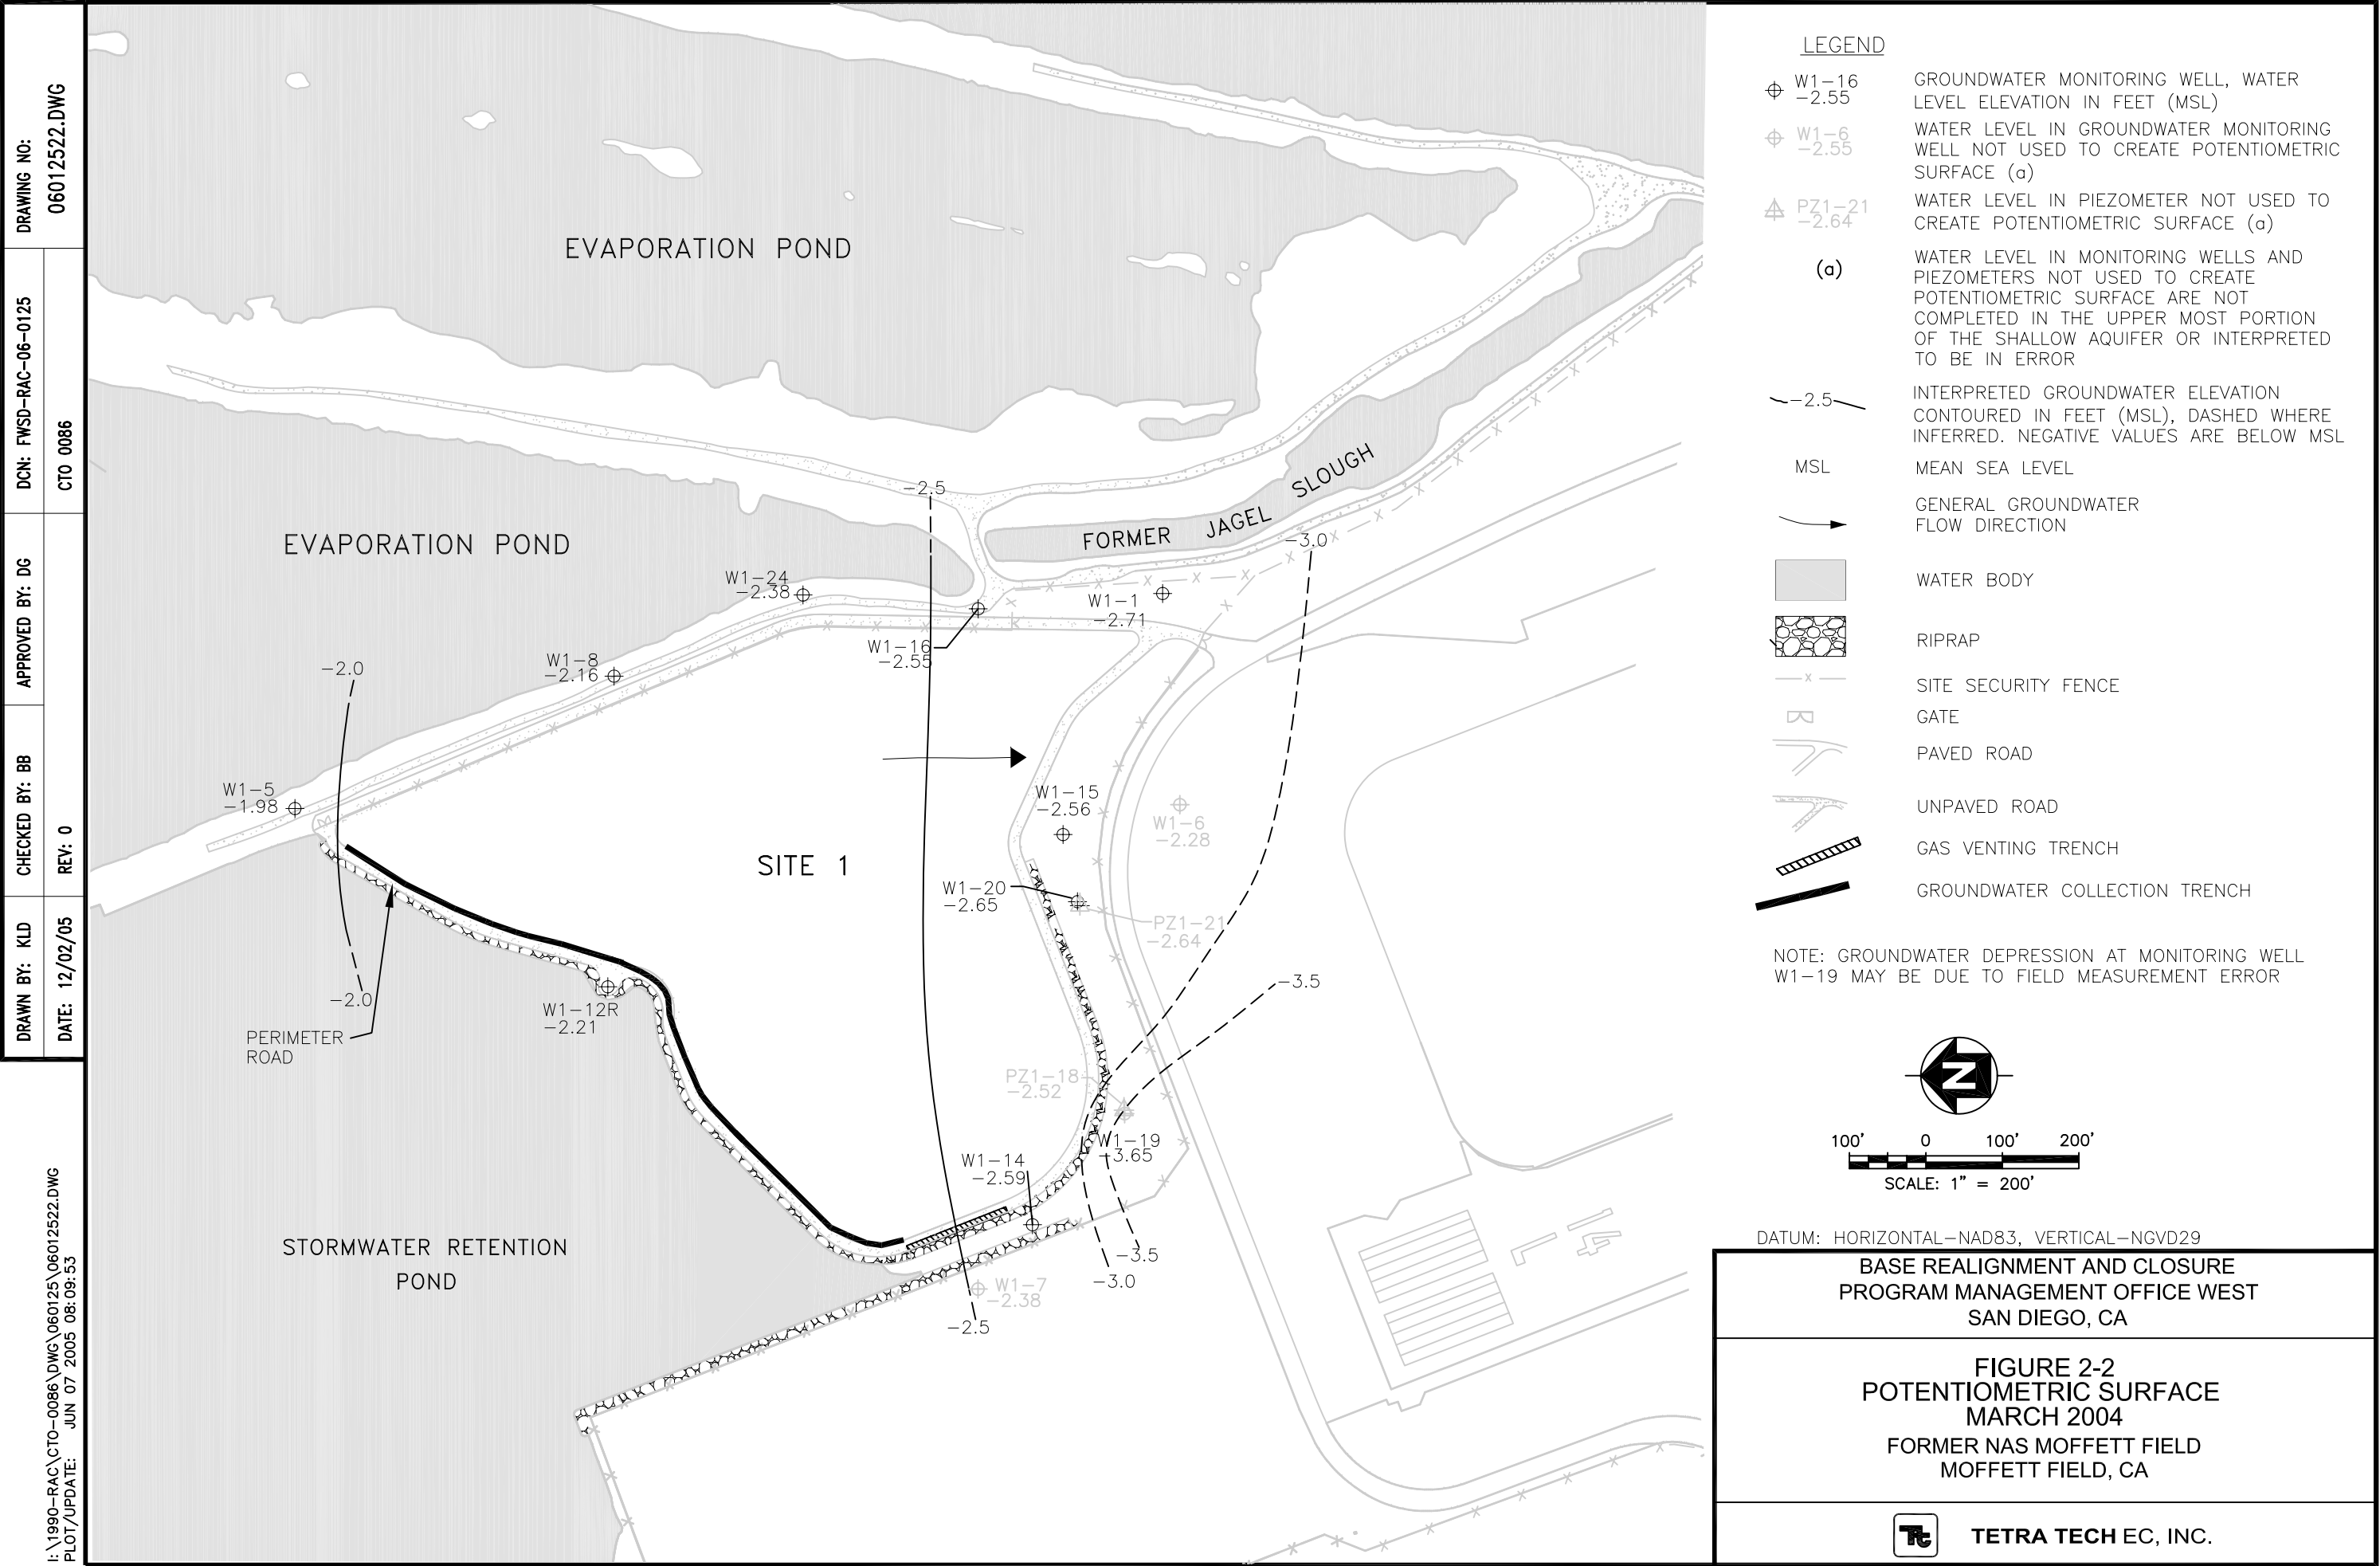 DRAWING NO:
060125222.DWG
DCN: FWSD-RAC-06-0125
CTO 0086
APPROVED BY: DG
CHECKED BY: BB
REV: 0
DRAWN BY: KLD
DATE: 12/02/05
I:\1990-RAC\CTO-0086\DWG\060125\060125222.DWG
PLOT/UPDATE: JUN 07 2005 08:09:53
EVAPORATION POND
EVAPORATION POND
FORMER JAGEL SLOUGH
-2.5
-3.0
W1-24
-2.38
W1-1
-2.71
W1-16
-2.55
W1-8
-2.16
-2.0
W1-5
-1.98
W1-15
-2.56
W1-6
-2.28
SITE 1
W1-20
-2.65
PZ1-21
-2.64
-3.5
-2.0
W1-12R
-2.21
PERIMETER
ROAD
PZ1-18
-2.52
W1-19
-3.65
W1-14
-2.59
STORMWATER RETENTION
POND
-3.5
-3.0
W1-7
-2.38
-2.5
14
L
LEGEND
W1-16
-2.55
GROUNDWATER MONITORING WELL, WATER
LEVEL ELEVATION IN FEET (MSL)
W1-6
-2.55
WATER LEVEL IN GROUNDWATER MONITORING
WELL NOT USED TO CREATE POTENTIOMETRIC
SURFACE (a)
PZ1-21
-2.64
WATER LEVEL IN PIEZOMETER NOT USED TO
CREATE POTENTIOMETRIC SURFACE (a)
(a)
WATER LEVEL IN MONITORING WELLS AND
PIEZOMETERS NOT USED TO CREATE
POTENTIOMETRIC SURFACE ARE NOT
COMPLETED IN THE UPPER MOST PORTION
OF THE SHALLOW AQUIFER OR INTERPRETED
TO BE IN ERROR
-2.5
INTERPRETED GROUNDWATER ELEVATION
CONTOURED IN FEET (MSL), DASHED WHERE
INFERRED. NEGATIVE VALUES ARE BELOW MSL
MSL
MEAN SEA LEVEL
GENERAL GROUNDWATER
FLOW DIRECTION
WATER BODY
RIPRAP
SITE SECURITY FENCE
GATE
PAVED ROAD
UNPAVED ROAD
GAS VENTING TRENCH
GROUNDWATER COLLECTION TRENCH
NOTE: GROUNDWATER DEPRESSION AT MONITORING WELL
W1-19 MAY BE DUE TO FIELD MEASUREMENT ERROR
N
100' 0 100' 200'
SCALE: 1" = 200'
DATUM: HORIZONTAL-NAD83, VERTICAL-NGVD29
BASE REALIGNMENT AND CLOSURE
PROGRAM MANAGEMENT OFFICE WEST
SAN DIEGO, CA
FIGURE 2-2
POTENTIOMETRIC SURFACE
MARCH 2004
FORMER NAS MOFFETT FIELD
MOFFETT FIELD, CA
TETRA TECH EC, INC.